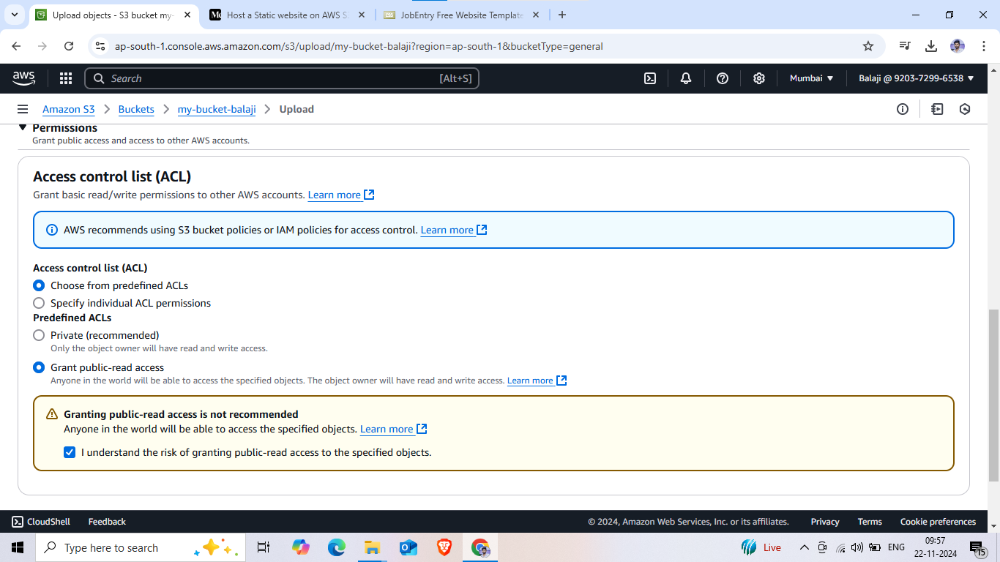 Upload objects - S3 bucket my-
Host a Static website on AWS S
JobEntry Free Website Template
ap-south-1.console.aws.amazon.com/s3/upload/my-bucket-balaji?region=ap-south-1&bucketType=general
aws
Search
[Alt+S]
Mumbai
Balaji @ 9203-7299-6538
Amazon S3
Buckets
my-bucket-balaji
Upload
Permissions
Grant public access and access to other AWS accounts.
Access control list (ACL)
Grant basic read/write permissions to other AWS accounts. Learn more
AWS recommends using S3 bucket policies or IAM policies for access control. Learn more
Access control list (ACL)
Choose from predefined ACLs
Specify individual ACL permissions
Predefined ACLs
Private (recommended)
Only the object owner will have read and write access.
Grant public-read access
Anyone in the world will be able to access the specified objects. The object owner will have read and write access. Learn more
Granting public-read access is not recommended
Anyone in the world will be able to access the specified objects. Learn more
I understand the risk of granting public-read access to the specified objects.
CloudShell
Feedback
© 2024, Amazon Web Services, Inc. or its affiliates.
Privacy
Terms
Cookie preferences
Type here to search
Live
ENG
09:57
22-11-2024
15